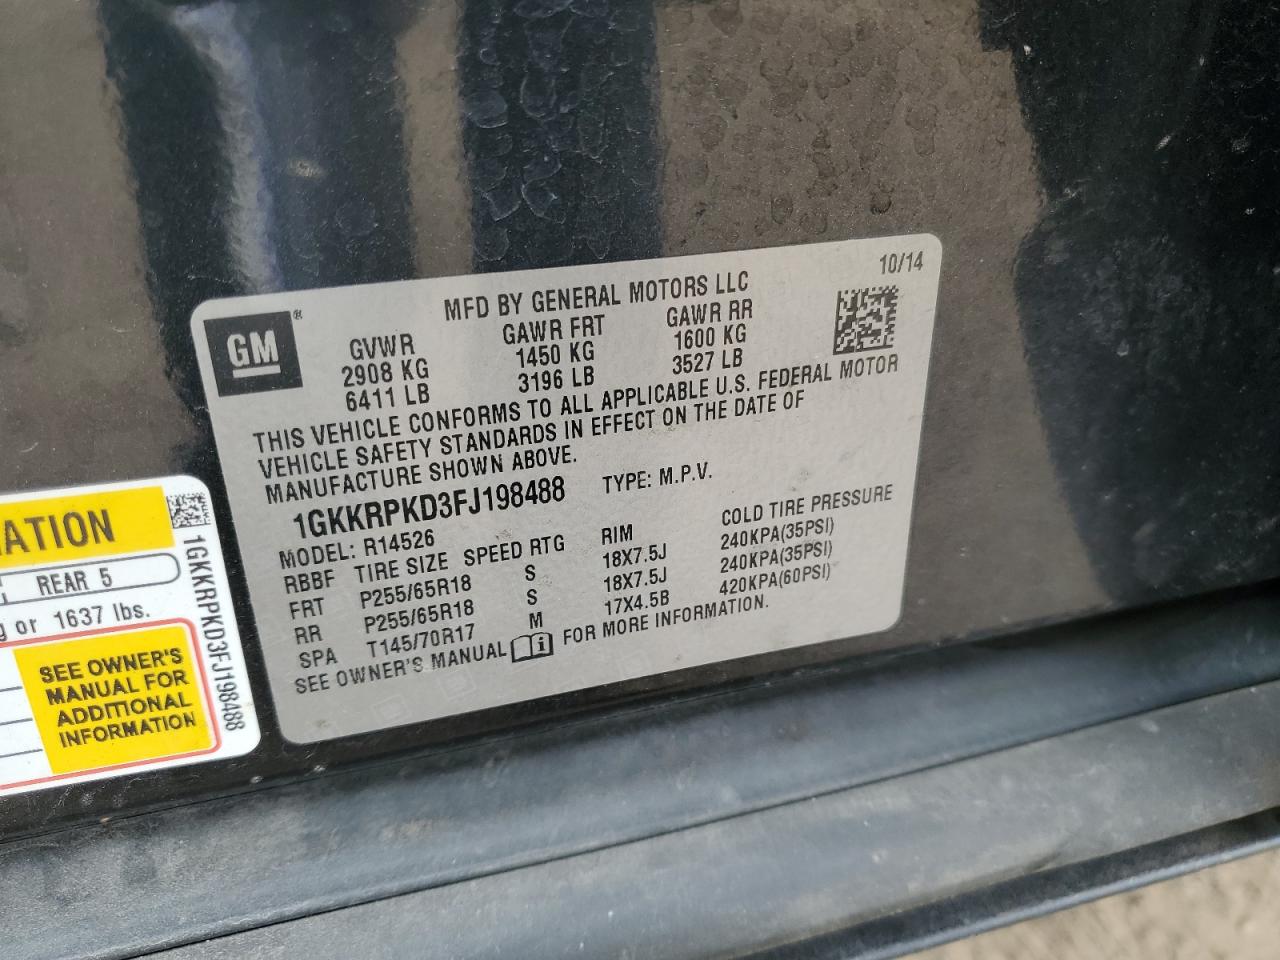 10/14
MFD BY GENERAL MOTORS LLC
GM®
GVWR GAWR FRT GAWR RR
2908 KG 1450 KG 1600 KG
6411 LB 3196 LB 3527 LB
THIS VEHICLE CONFORMS TO ALL APPLICABLE U.S. FEDERAL MOTOR
VEHICLE SAFETY STANDARDS IN EFFECT ON THE DATE OF
MANUFACTURE SHOWN ABOVE.
1GKKRPKD3FJ198488 TYPE: M.P.V.
MODEL: R14526
RBBF TIRE SIZE SPEED RTG RIM COLD TIRE PRESSURE
FRT P255/65R18 S 18X7.5J 240KPA(35PSI)
RR P255/65R18 S 18X7.5J 240KPA(35PSI)
SPA T145/70R17 M 17X4.5B 420KPA(60PSI)
SEE OWNER'S MANUAL FOR MORE INFORMATION.
ATION
REAR 5
g or 1637 lbs.
SEE OWNER'S
MANUAL FOR
ADDITIONAL
INFORMATION
1GKKRPKD3FJ198488